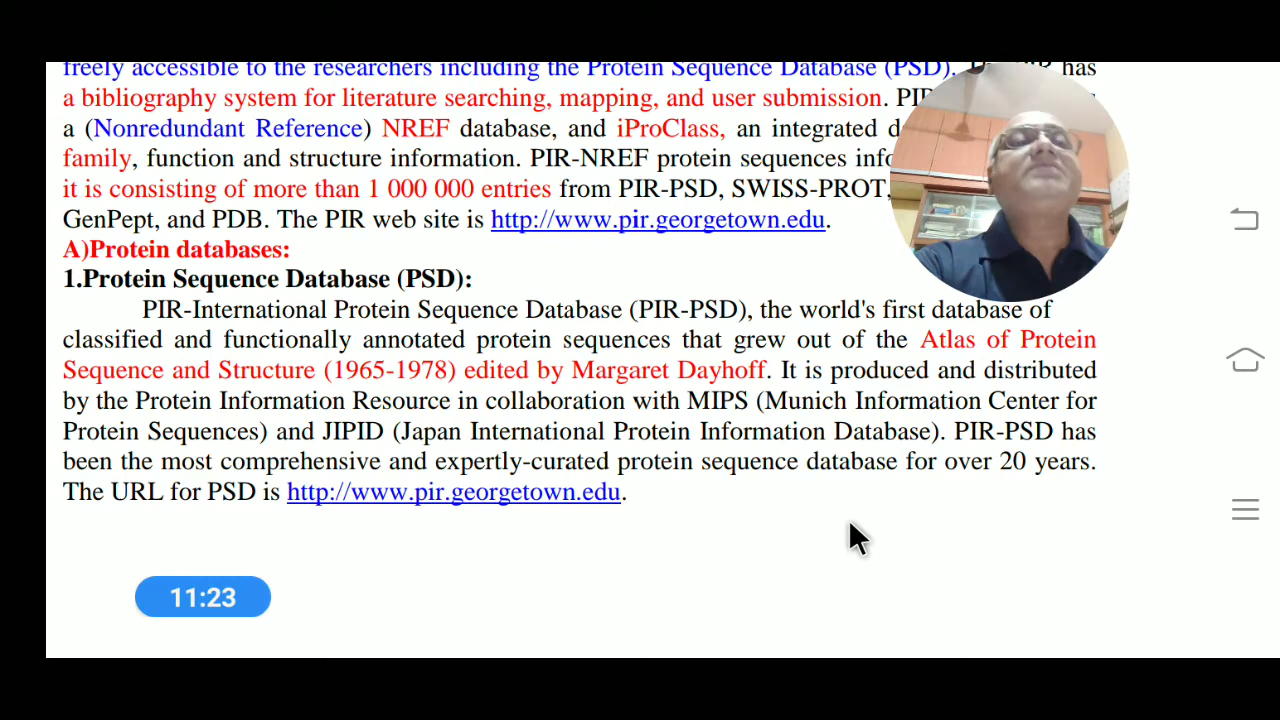 freely accessible to the researchers including the Protein Sequence Database (PSD). has
a bibliography system for literature searching, mapping, and user submission.
a (Nonredundant Reference) NREF database, and iProClass, an integrated
family, function and structure information. PIR-NREF protein sequences
it is consisting of more than 1 000 000 entries from PIR-PSD, SWISS-PROT,
GenPept, and PDB. The PIR web site is http://www.pir.georgetown.edu.
A)Protein databases:
1.Protein Sequence Database (PSD):
PIR-International Protein Sequence Database (PIR-PSD), the world's first database of
classified and functionally annotated protein sequences that grew out of the Atlas of Protein
Sequence and Structure (1965-1978) edited by Margaret Dayhoff. It is produced and distributed
by the Protein Information Resource in collaboration with MIPS (Munich Information Center for
Protein Sequences) and JIPID (Japan International Protein Information Database). PIR-PSD has
been the most comprehensive and expertly-curated protein sequence database for over 20 years.
The URL for PSD is http://www.pir.georgetown.edu.
11:23